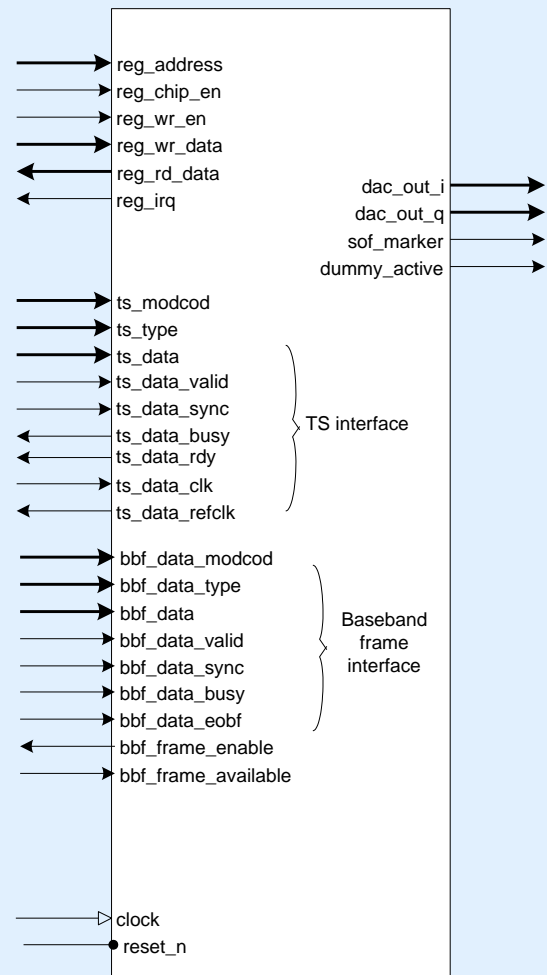 reg_address
reg_chip_en
reg_wr_en
reg_wr_data
reg_rd_data
reg_irq
dac_out_i
dac_out_q
sof_marker
dummy_active
ts_modcod
ts_type
ts_data
ts_data_valid
ts_data_sync
ts_data_busy
ts_data_rdy
ts_data_clk
ts_data_refclk
TS interface
bbf_data_modcod
bbf_data_type
bbf_data
bbf_data_valid
bbf_data_sync
bbf_data_busy
bbf_data_eobf
bbf_frame_enable
bbf_frame_available
Baseband
frame
interface
clock
reset_n